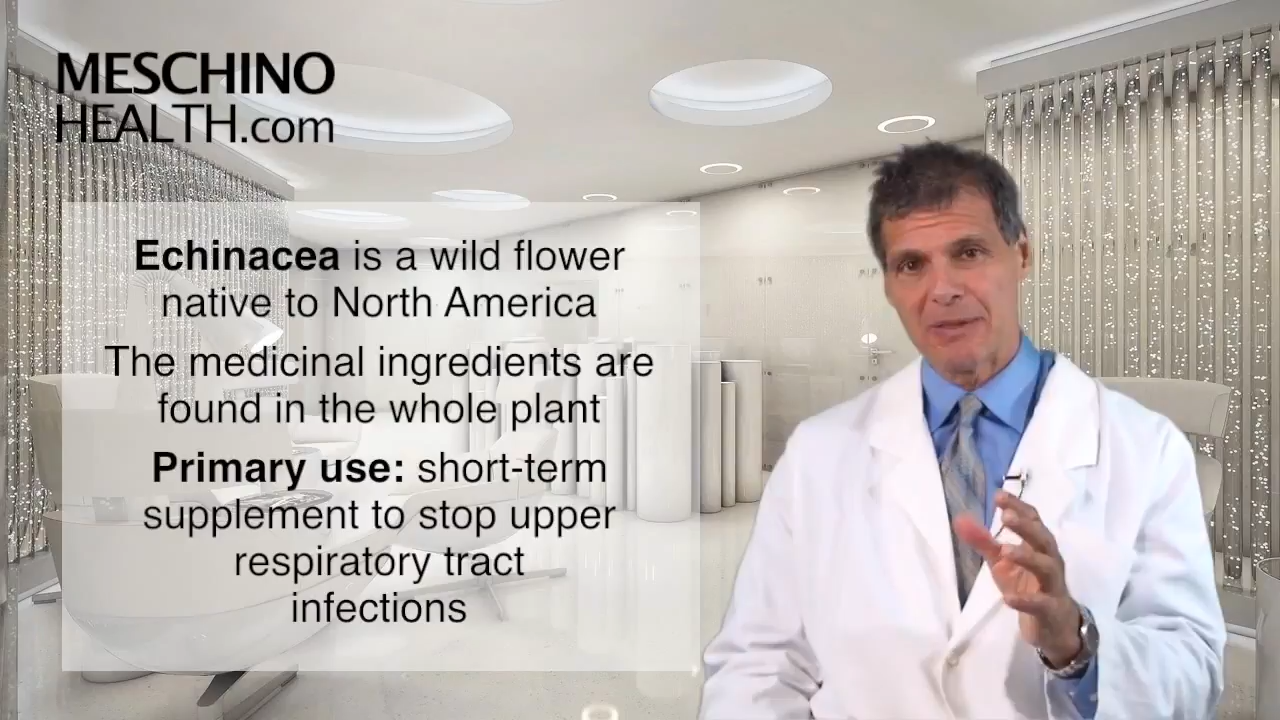 MESCHINO
HEALTH.com
Echinacea is a wild flower
native to North America
The medicinal ingredients are
found in the whole plant
Primary use: short-term
supplement to stop upper
respiratory tract
infections